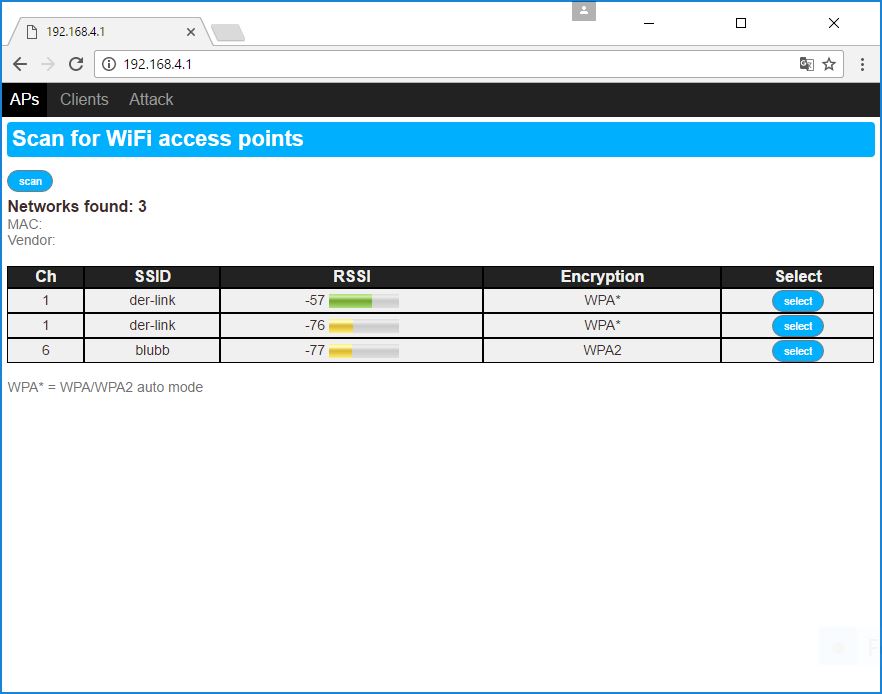 192.168.4.1
192.168.4.1
APs Clients Attack
Scan for WiFi access points
scan
Networks found: 3
MAC:
Vendor:
Ch SSID RSSI Encryption Select
1 der-link -57 WPA* select
1 der-link -76 WPA* select
6 blubb -77 WPA2 select
WPA* = WPA/WPA2 auto mode